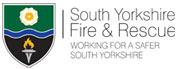 South Yorkshire
Fire & Rescue
WORKING FOR A SAFER
SOUTH YORKSHIRE